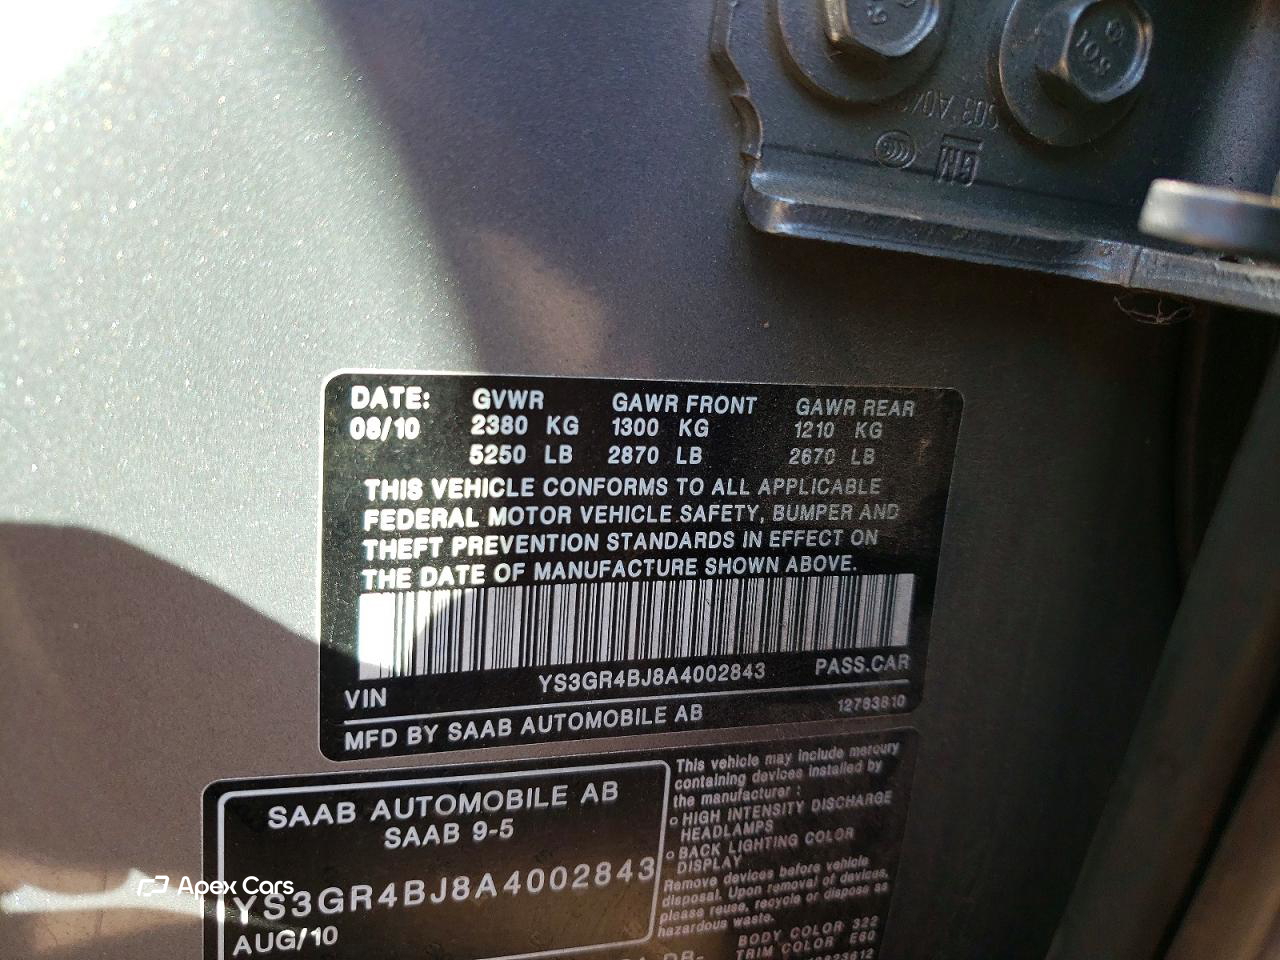 108
GM
DATE: GVWR GAWR FRONT GAWR REAR
08/10 2380 KG 1300 KG 1210 KG
5250 LB 2870 LB 2670 LB
THIS VEHICLE CONFORMS TO ALL APPLICABLE
FEDERAL MOTOR VEHICLE SAFETY, BUMPER AND
THEFT PREVENTION STANDARDS IN EFFECT ON
THE DATE OF MANUFACTURE SHOWN ABOVE.
YS3GR4BJ8A4002843 PASS.CAR
VIN
12783810
MFD BY SAAB AUTOMOBILE AB
SAAB AUTOMOBILE AB
SAAB 9-5
YS3GR4BJ8A4002843
AUG/10
This vehicle may include mercury
containing devices installed by
the manufacturer :
o HIGH INTENSITY DISCHARGE
HEADLAMPS
o BACK LIGHTING COLOR
DISPLAY
Remove devices before vehicle
disposal. Upon removal of devices,
please reuse, recycle or dispose as
hazardous waste.
BODY COLOR 322
TRIM COLOR E60
Apex Cars